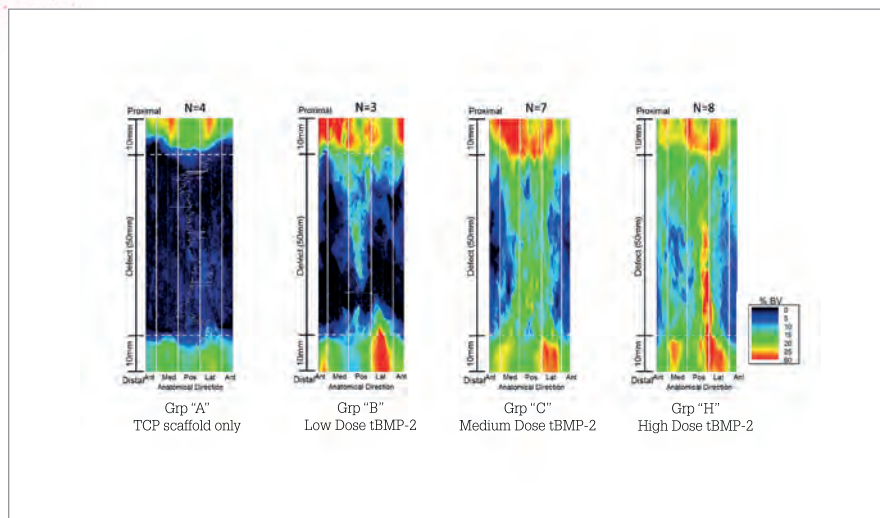 N=4
Proximal
10mm
Defect (50mm)
10mm
Distal
Ant Med Pos Lat Ant
Anatomical Direction
Grp “A”
TCP scaffold only
N=3
Proximal
10mm
Defect (50mm)
10mm
Distal
Ant Med Pos Lat Ant
Anatomical Direction
Grp “B”
Low Dose tBMP-2
N=7
Proximal
10mm
Defect (50mm)
10mm
Distal
Ant Med Pos Lat Ant
Anatomical Direction
Grp “C”
Medium Dose tBMP-2
N=8
Proximal
10mm
Defect (50mm)
10mm
Distal
Ant Med Pos Lat Ant
Anatomical Direction
Grp “H”
High Dose tBMP-2
% BV
0
5
10
15
20
25
60